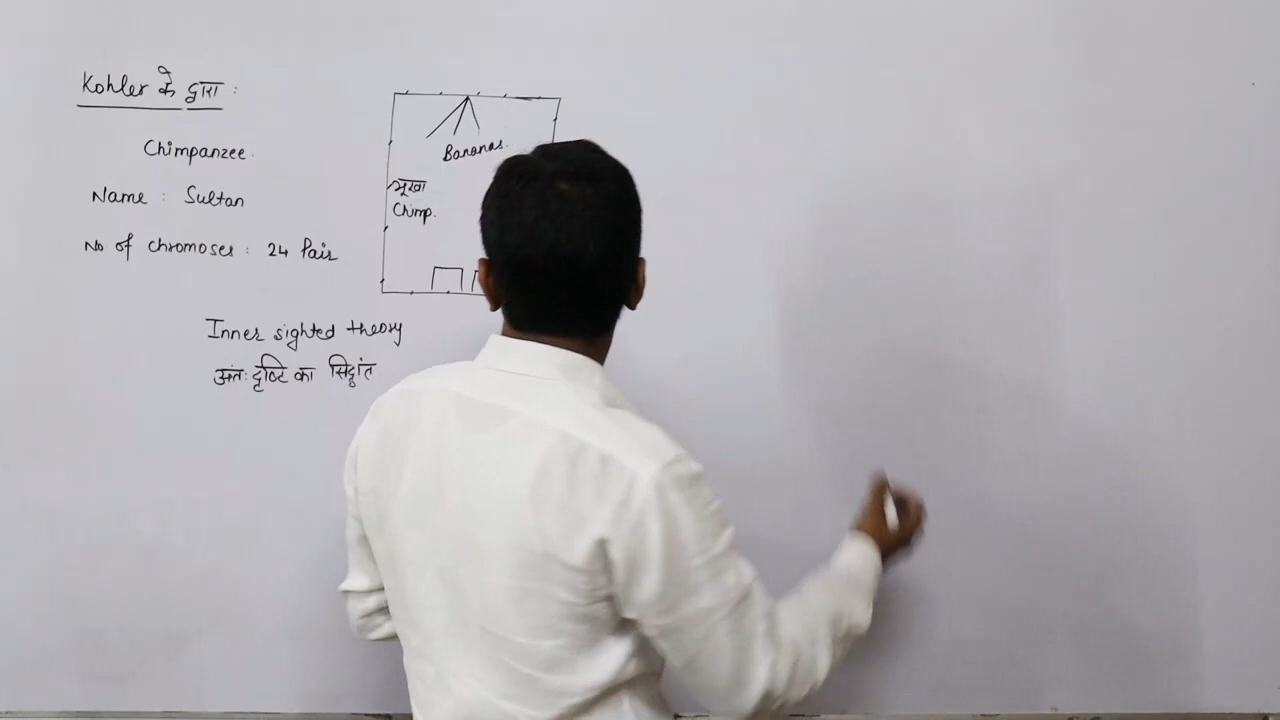 Kohler के द्वारा :
Chimpanzee.
Name : Sultan
No of chromoses : 24 Pair
Inner sighted theory
अंतः दृष्टि का सिद्धांत
Bananas.
भूखा
Chimp.